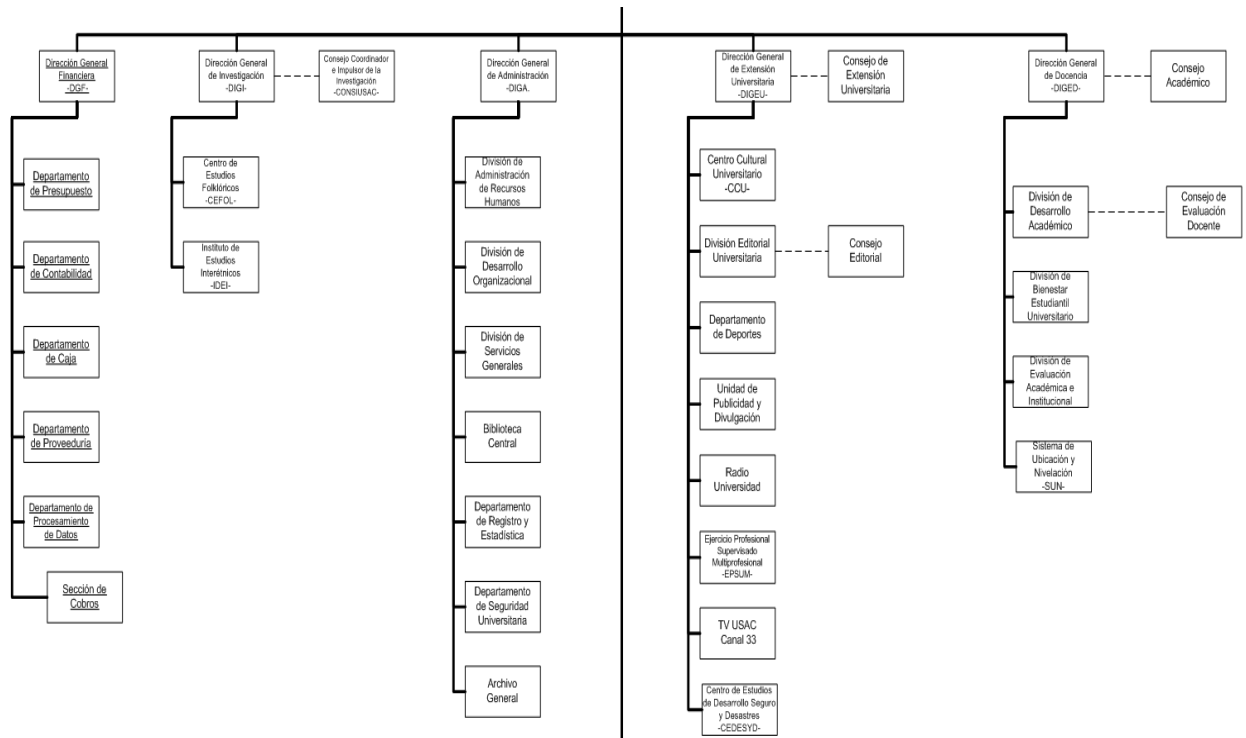 Dirección General
Financiera
-DGF-
Dirección General
de Investigación
-DIGI-
Consejo Coordinador
e Impulsor de la
Investigación
-CONSIUSAC-
Dirección General
de Administración
-DIGA.
Dirección General
de Extensión
Universitaria
-DIGEU-
Consejo de
Extensión
Universitaria
Dirección General
de Docencia
-DIGED-
Consejo
Académico
Departamento
de Presupuesto
Departamento
de Contabilidad
Departamento
de Caja
Departamento
de Proveeduría
Departamento de
Procesamiento
de Datos
Sección de
Cobros
Centro de
Estudios
Folklóricos
-CEFOL-
Instituto de
Estudios
Interétnicos
-IDEI-
División de
Administración
de Recursos
Humanos
División de
Desarrollo
Organizacional
División de
Servicios
Generales
Biblioteca
Central
Departamento
de Registro y
Estadística
Departamento
de Seguridad
Universitaria
Archivo
General
Centro Cultural
Universitario
-CCU-
División Editorial
Universitaria
Consejo
Editorial
Departamento
de Deportes
Unidad de
Publicidad y
Divulgación
Radio
Universidad
Ejercicio Profesional
Supervisado
Multiprofesional
-EPSUM-
TV USAC
Canal 33
Centro de Estudios
de Desarrollo Seguro
y Desastres
-CEDESYD-
División de
Desarrollo
Académico
Consejo de
Evaluación
Docente
División de
Bienestar
Estudiantil
Universitario
División de
Evaluación
Académica e
Institucional
Sistema de
Ubicación y
Nivelación
-SUN-